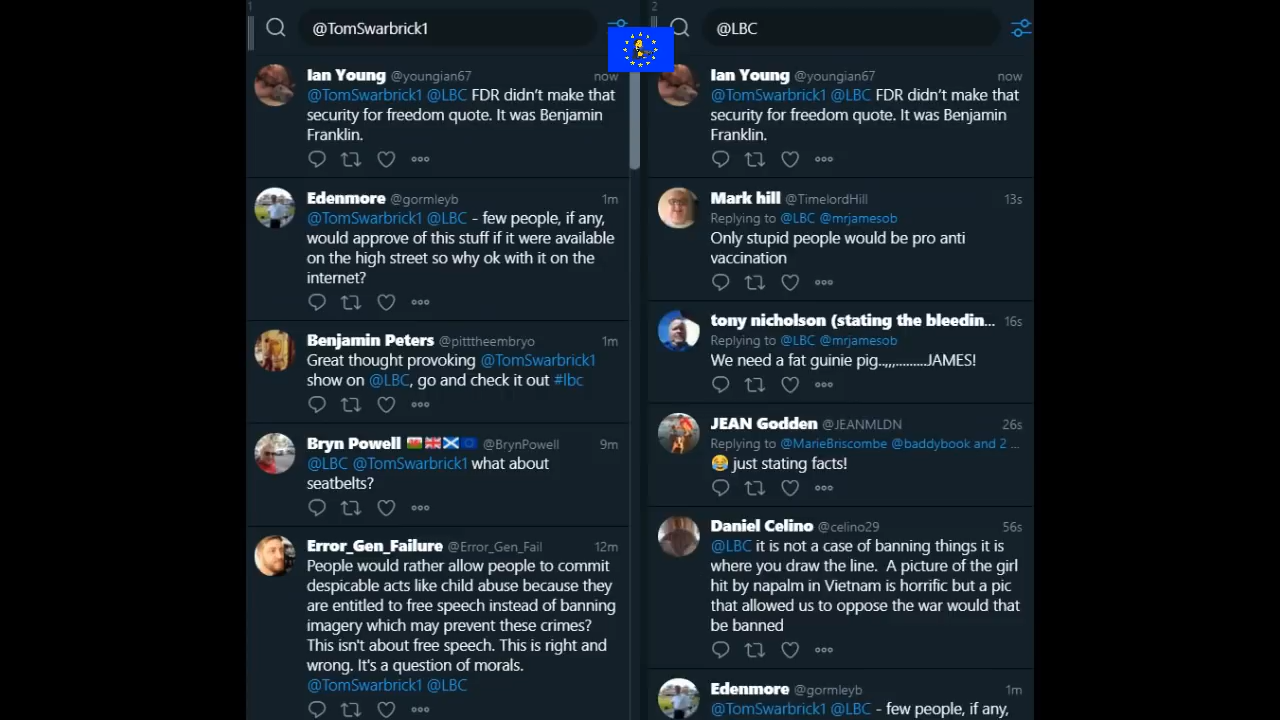 1
@TomSwarbrick1
Ian Young @youngian67 now
@TomSwarbrick1 @LBC FDR didn’t make that
security for freedom quote. It was Benjamin
Franklin.
Edenmore @gormleyb 1m
@TomSwarbrick1 @LBC - few people, if any,
would approve of this stuff if it were available
on the high street so why ok with it on the
internet?
Benjamin Peters @pitttheembryo 1m
Great thought provoking @TomSwarbrick1
show on @LBC, go and check it out #lbc
Bryn Powell @BrynPowell 9m
@LBC @TomSwarbrick1 what about
seatbelts?
Error_Gen_Failure @Error_Gen_Fail 12m
People would rather allow people to commit
despicable acts like child abuse because they
are entitled to free speech instead of banning
imagery which may prevent these crimes?
This isn't about free speech. This is right and
wrong. It's a question of morals.
@TomSwarbrick1 @LBC
2
@LBC
Ian Young @youngian67 now
@TomSwarbrick1 @LBC FDR didn’t make that
security for freedom quote. It was Benjamin
Franklin.
Mark hill @TimelordHill 13s
Replying to @LBC @mrjamesob
Only stupid people would be pro anti
vaccination
tony nicholson (stating the bleedin... 16s
Replying to @LBC @mrjamesob
We need a fat guinie pig..,,,.........JAMES!
JEAN Godden @JEANMLDN 26s
Replying to @MarieBriscombe @baddybook and 2 ...
😂 just stating facts!
Daniel Celino @celino29 56s
@LBC it is not a case of banning things it is
where you draw the line.  A picture of the girl
hit by napalm in Vietnam is horrific but a pic
that allowed us to oppose the war would that
be banned
Edenmore @gormleyb 1m
@TomSwarbrick1 @LBC - few people, if any,